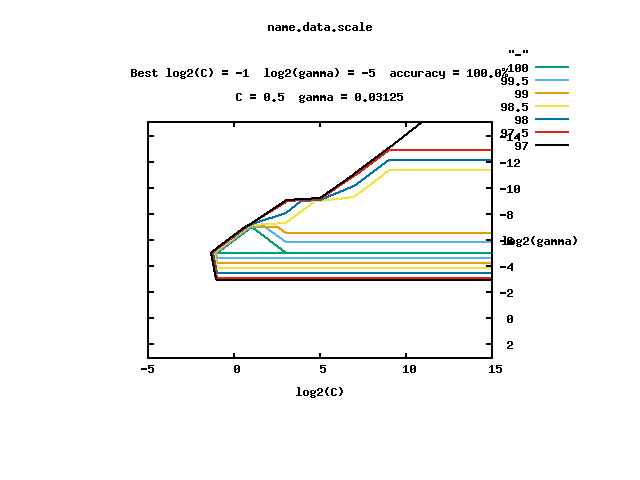 name.data.scale
"-"
Best log2(C) = -1  log2(gamma) = -5  accuracy = 100.0%
100
99.5
C = 0.5  gamma = 0.03125
99
98.5
98
97.5
97
-14
-12
-10
-8
-6
log2(gamma)
-4
-2
0
2
-5 0 5 10 15
log2(C)